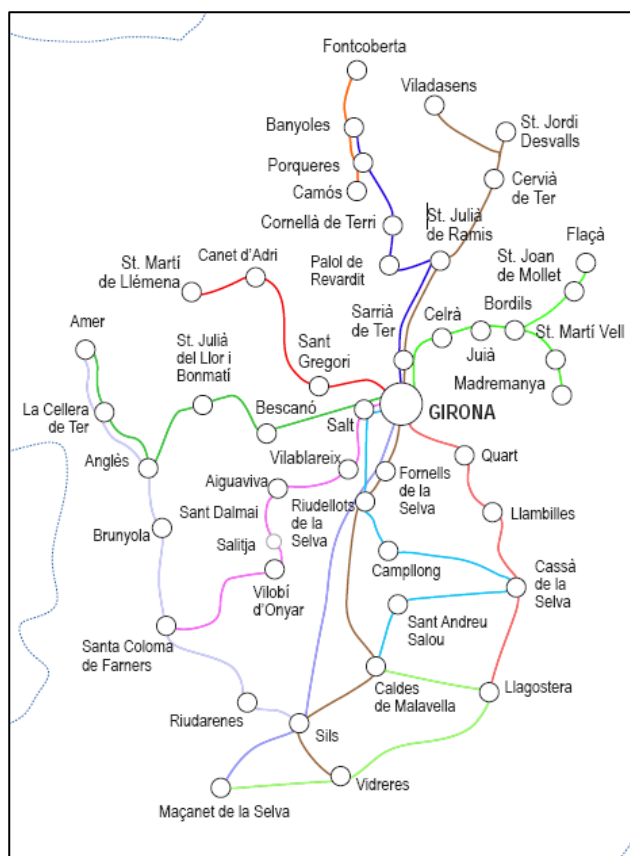 Fontcoberta
Viladasens
St. Jordi
Desvalls
Banyoles
Porqueres
Camós
Cervià
de Ter
Cornellà de Terri
St. Julià
de Ramis
Flaçà
Canet d'Adri
St. Martí
de Llémena
Palol de
Revardit
St. Joan
de Mollet
Bordils
Sarrià
de Ter
Celrà
Juià
St. Martí Vell
Amer
St. Julià
del Llor i
Bonmatí
Sant
Gregori
Madremanya
La Cellera
de Ter
Bescanó
Salt
GIRONA
Anglès
Vilablareix
Quart
Aiguaviva
Fornells
de la
Selva
Sant Dalmai
Riudellots
de la
Selva
Llambilles
Brunyola
Salitja
Campllong
Cassà
de la
Selva
Vilobí
d'Onyar
Sant Andreu
Salou
Santa Coloma
de Farners
Caldes
de Malavella
Llagostera
Riudarenes
Sils
Vidreres
Maçanet de la Selva